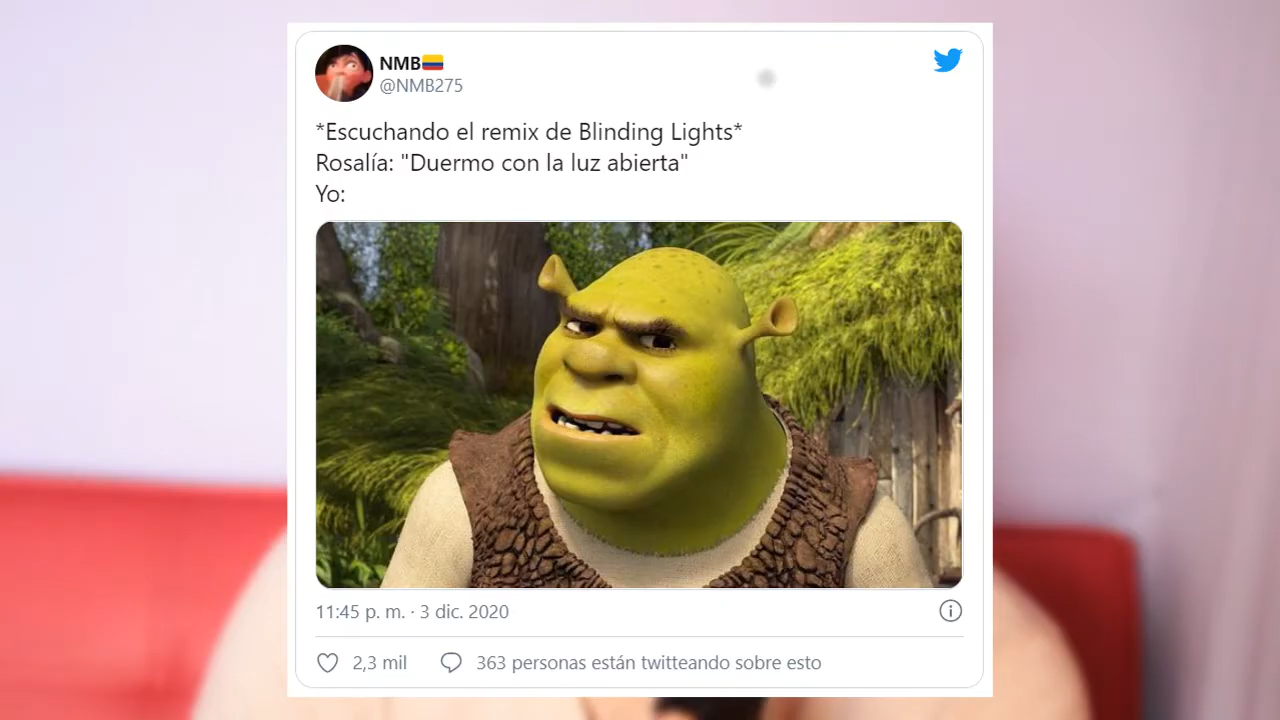 NMB
@NMB275
*Escuchando el remix de Blinding Lights*
Rosalía: "Duermo con la luz abierta"
Yo:
11:45 p. m. · 3 dic. 2020
2,3 mil
363 personas están twitteando sobre esto